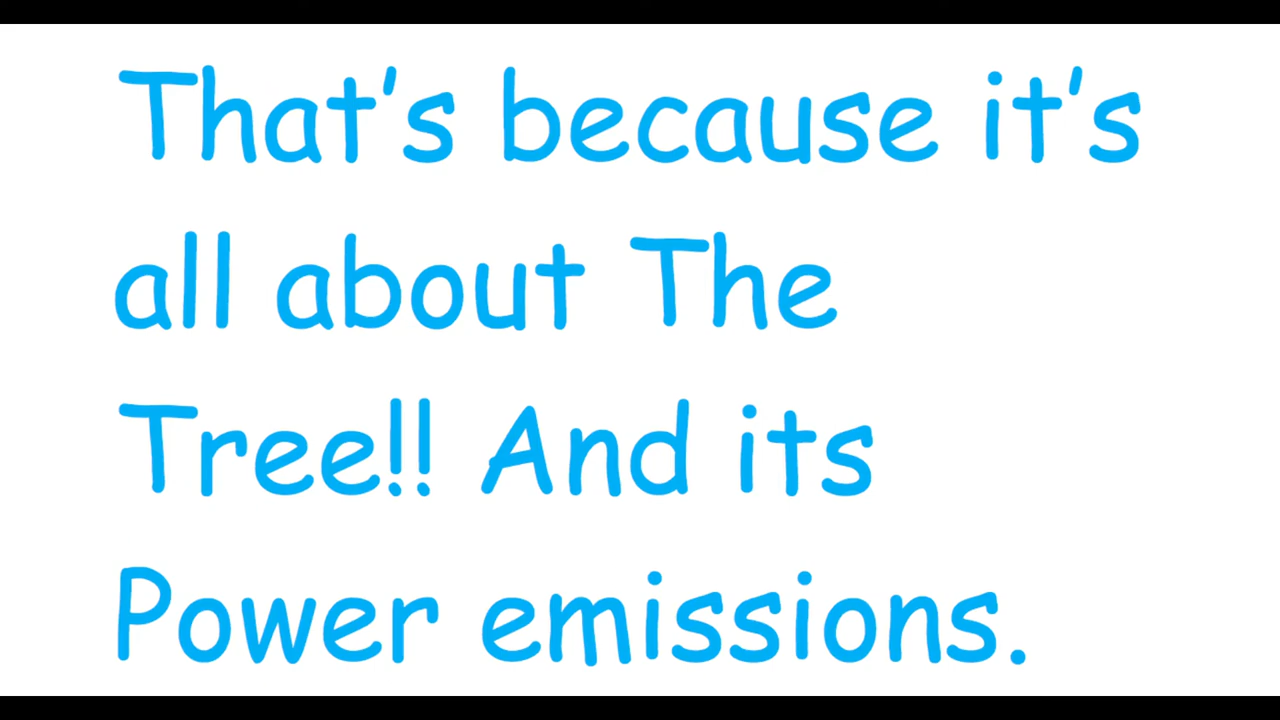 That’s because it’s
all about The
Tree!! And its
Power emissions.